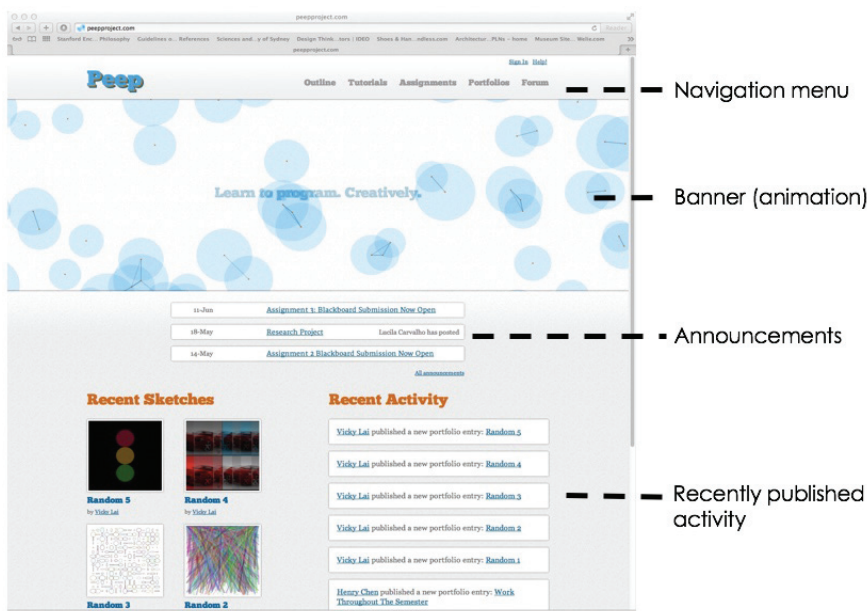 peepproject.com
peepproject.com
Reader
Stanford Enc... Philosophy Guidelines o... References Sciences and...y of Sydney Design Think...tors | IDEO Shoes & Han...ndless.com Architectur...PLNs - home Museum Site... Wells.com
peepproject.com
Sign In Help!
Peep
Outline Tutorials Assignments Portfolios Forum
Navigation menu
Learn to program. Creatively.
Banner (animation)
11-Jun Assignment 3: Blackboard Submission Now Open
18-May Research Project Lucila Carvalho has posted
Announcements
14-May Assignment 2 Blackboard Submission Now Open
All announcements
Recent Sketches
Recent Activity
Vicky Lai published a new portfolio entry: Random 5
Vicky Lai published a new portfolio entry: Random 4
Random 5
Random 4
by Vicky Lai
by Vicky Lai
Vicky Lai published a new portfolio entry: Random 3
Recently published
activity
Vicky Lai published a new portfolio entry: Random 2
Vicky Lai published a new portfolio entry: Random 1
Henry Chen published a new portfolio entry: Work
Throughout The Semester
Random 3
Random 2